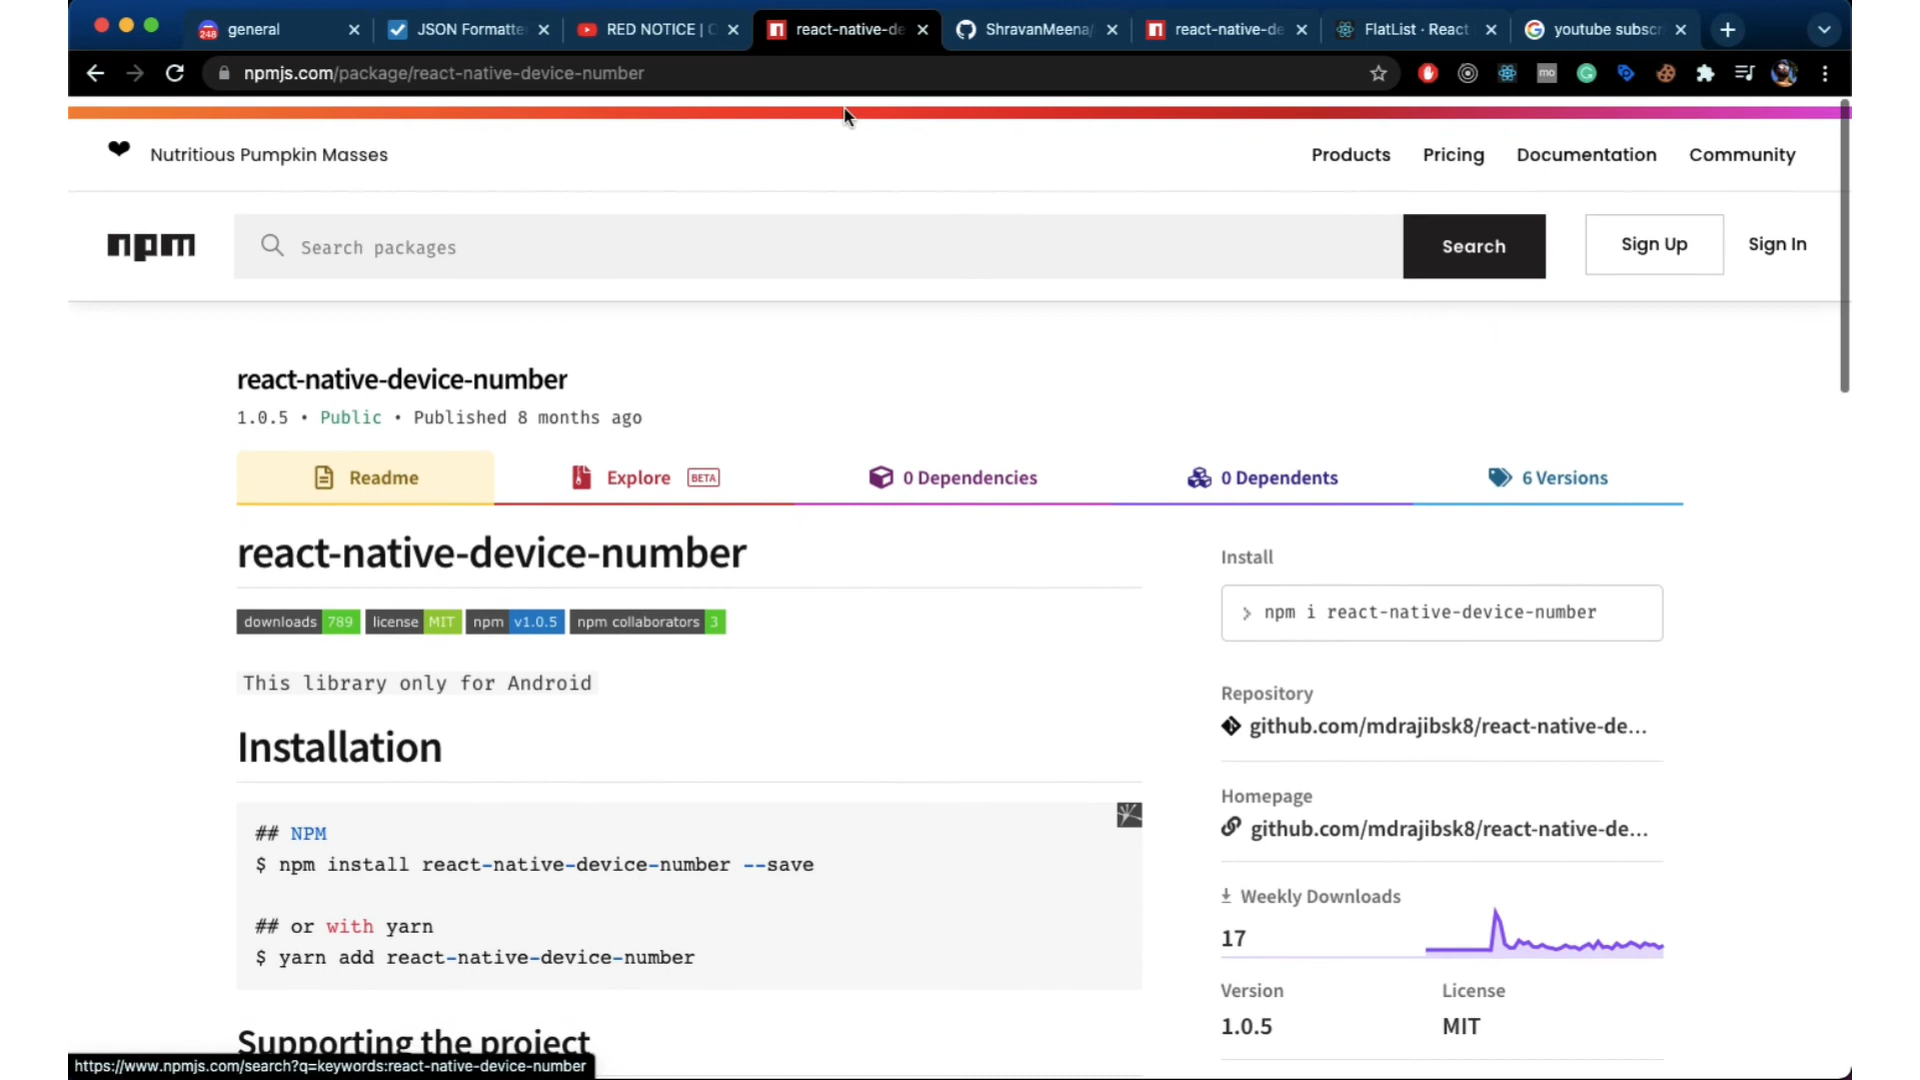 248 general
JSON Formatte
RED NOTICE | O
react-native-de
ShravanMeena/
react-native-de
FlatList · React
youtube subscr
npmjs.com/package/react-native-device-number
mo
Nutritious Pumpkin Masses
Products
Pricing
Documentation
Community
npm
Search packages
Search
Sign Up
Sign In
react-native-device-number
1.0.5 • Public • Published 8 months ago
Readme
Explore BETA
0 Dependencies
0 Dependents
6 Versions
react-native-device-number
downloads 789 license MIT npm v1.0.5 npm collaborators 3
This library only for Android
Installation
## NPM
$ npm install react-native-device-number --save
## or with yarn
$ yarn add react-native-device-number
Supporting the project
Install
> npm i react-native-device-number
Repository
github.com/mdrajibsk8/react-native-de...
Homepage
github.com/mdrajibsk8/react-native-de...
Weekly Downloads
17
Version
License
1.0.5
MIT
https://www.npmjs.com/search?q=keywords:react-native-device-number